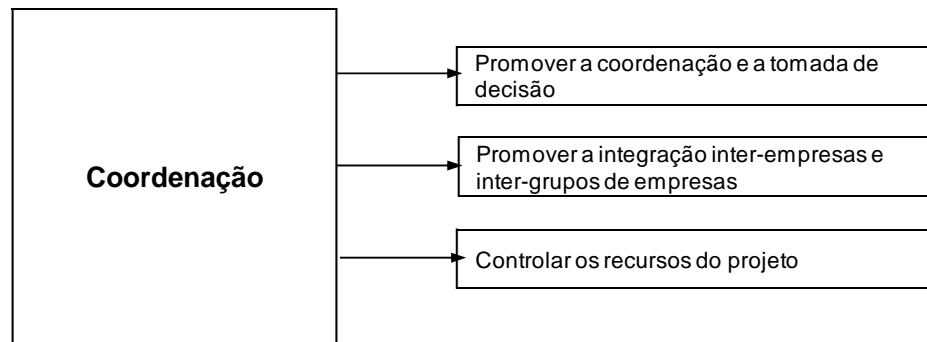 Coordenação
Promover a coordenação e a tomada de
decisão
Promover a integração inter-empresas e
inter-grupos de empresas
Controlar os recursos do projeto